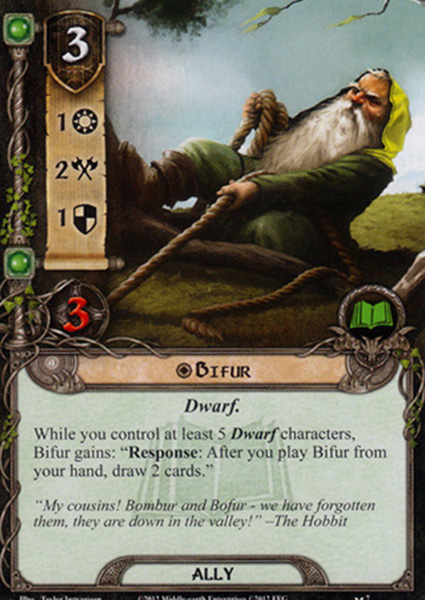 3
1
2
1
3
Bifur
Dwarf.
While you control at least 5 Dwarf characters,
Bifur gains: “Response: After you play Bifur from
your hand, draw 2 cards.”
“My cousins! Bombur and Bofur - we have forgotten
them, they are down in the valley!” –The Hobbit
ALLY